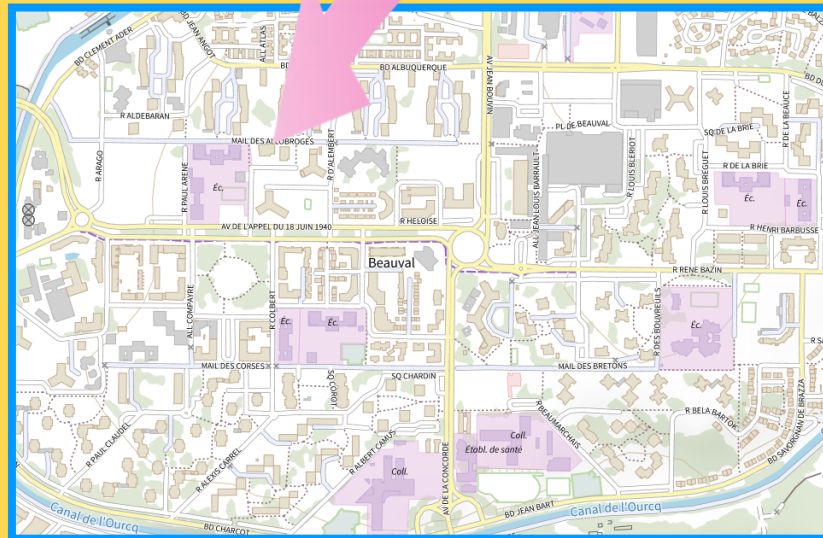 BD CLEMENT ADER
BD JEAN ANGOT
ALL ATLAS
BD ALBUQUERQUE
AV JEAN BOUVIN
R ALDEBARAN
MAIL DES ALLOBROGES
R ARAGO
R PAUL ARENE
Éc.
R D'ALEMBERT
PL DE BEAUVAL
SQ DE LA BRIE
R DE LA BEAUCE
R DE LA BRIE
ALL JEAN LOUIS BARRAULT
R LOUIS BLERIOT
R LOUIS BREGUET
Éc.
Éc.
R HELOISE
AV DE L'APPEL DU 18 JUIN 1940
R HENRI BARBUSSE
Beauval
R RENE BAZIN
ALL COMPAYRE
R COLBERT
Éc.
Éc.
R DES BOUVREUILS
Éc.
MAIL DES CORSES
SQ COROT
SQ CHARDIN
MAIL DES BRETONS
R PAUL CLAUDEL
R ALEXIS CARREL
R ALBERT CAMUS
Coll.
AV DE LA CONCORDE
Coll.
Établ. de santé
R BEAUMARCHAIS
R BELA BARTOK
BD SAVORGNAN DE BRAZZA
Canal de l'Ourcq
BD CHARCOT
BD JEAN BART
Canal de l'Ourcq